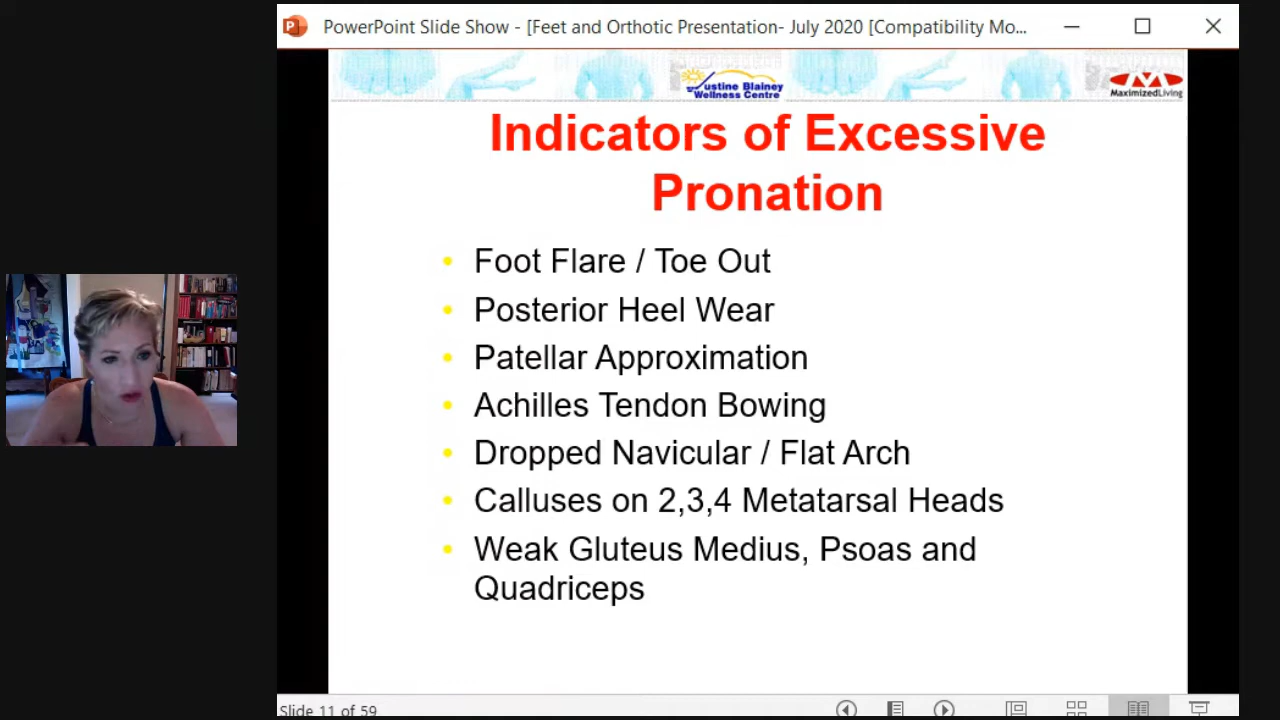 PowerPoint Slide Show - [Feet and Orthotic Presentation- July 2020 [Compatibility Mo...
Justine Blainey
Wellness Centre
MaximizedLiving
Indicators of Excessive
Pronation
• Foot Flare / Toe Out
• Posterior Heel Wear
• Patellar Approximation
• Achilles Tendon Bowing
• Dropped Navicular / Flat Arch
• Calluses on 2,3,4 Metatarsal Heads
• Weak Gluteus Medius, Psoas and
Quadriceps
Slide 11 of 59